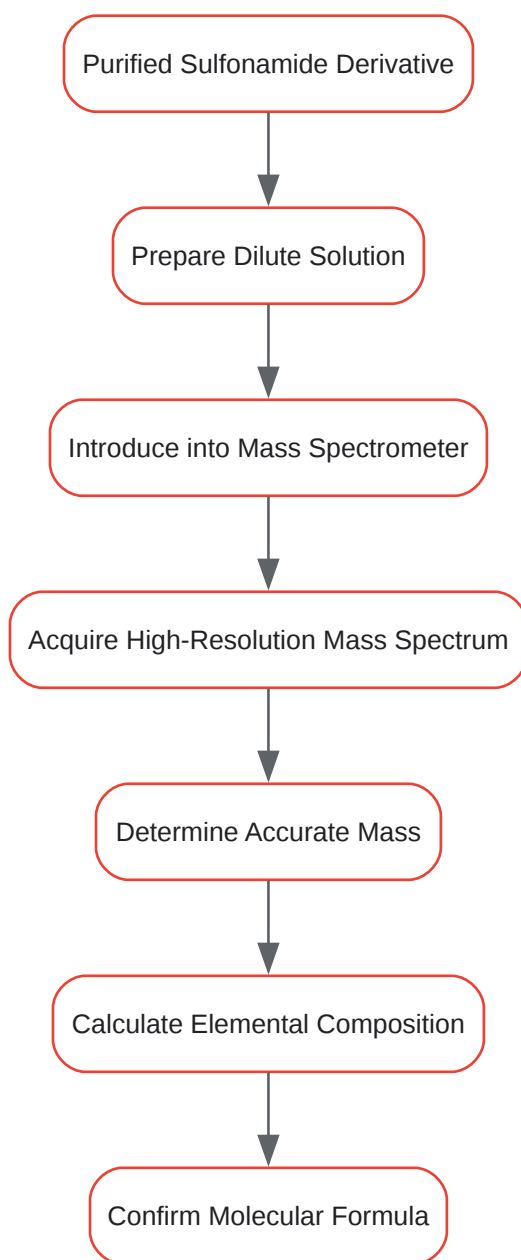 Purified Sulfonamide Derivative
Prepare Dilute Solution
Introduce into Mass Spectrometer
Acquire High-Resolution Mass Spectrum
Determine Accurate Mass
Calculate Elemental Composition
Confirm Molecular Formula